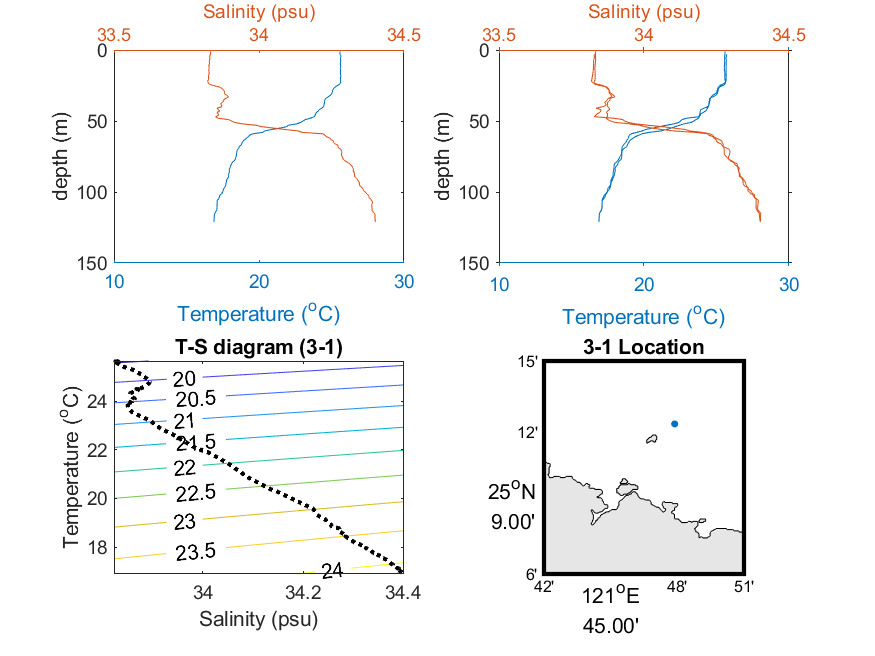 Salinity (psu)
33.5 34 34.5
0
50
100
150
depth (m)
10 20 30
Temperature (°C)
Salinity (psu)
33.5 34 34.5
0
50
100
150
depth (m)
10 20 30
Temperature (°C)
T-S diagram (3-1)
24
22
20
18
Temperature (°C)
20
20.5
21
21.5
22
22.5
23
23.5
24
34 34.2 34.4
Salinity (psu)
3-1 Location
15'
12'
25°N
9.00'
6'
42' 48' 51'
121°E
45.00'